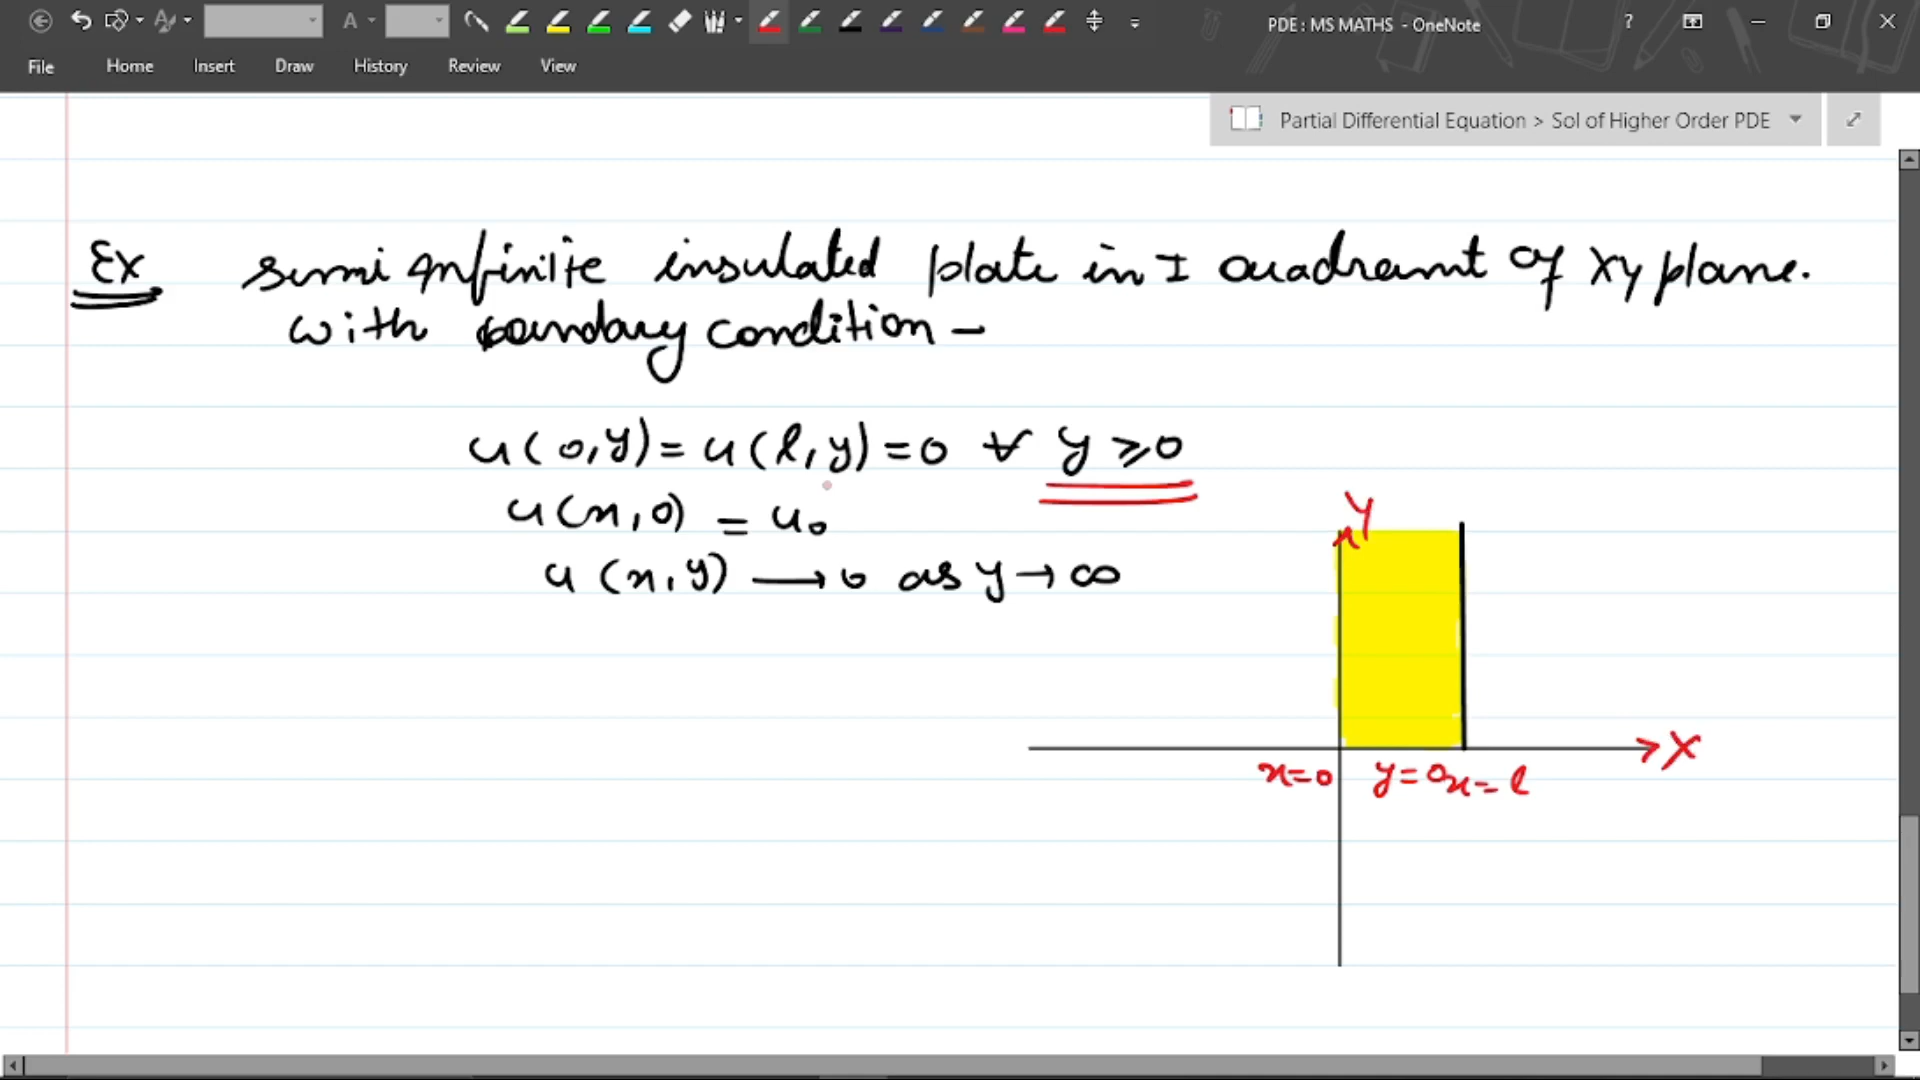 PDE : MS MATHS - OneNote
File Home Insert Draw History Review View
Partial Differential Equation > Sol of Higher Order PDE
Ex semi infinite insulated plate in I quadrant of XY plane.
with boundary condition -
u(0,y) = u(l,y) = 0 ∀ y ≥ 0
u(x,0) = u₀
u(x,y) → 0 as y → ∞
Y
X
x=0 y=0 x=l